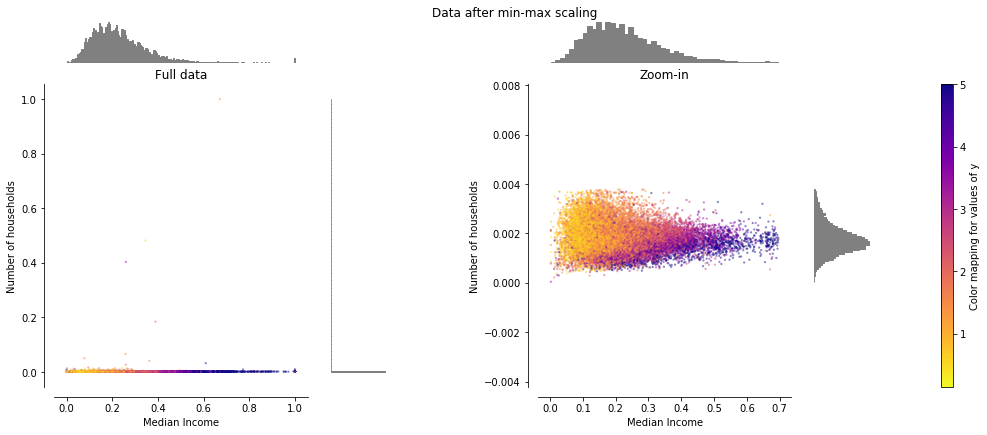 Data after min-max scaling
Full data
Number of households
1.0
0.8
0.6
0.4
0.2
0.0
0.0 0.2 0.4 0.6 0.8 1.0
Median Income
Zoom-in
Number of households
0.008
0.006
0.004
0.002
0.000
−0.002
−0.004
0.0 0.1 0.2 0.3 0.4 0.5 0.6 0.7
Median Income
5
4
3
2
1
Color mapping for values of y